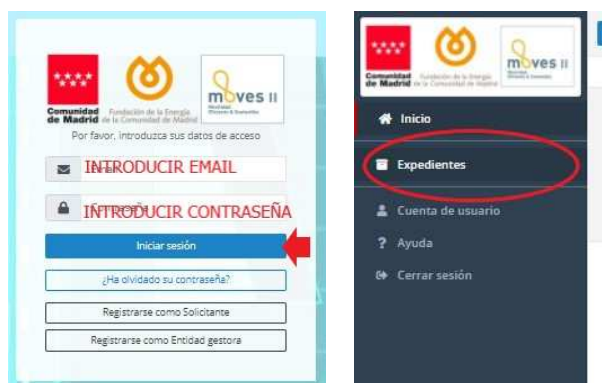 Comunidad
de Madrid
Fundación de la Energía
de la Comunidad de Madrid
moves II
Por favor, introduzca sus datos de acceso
INTRODUCIR EMAIL
INTRODUCIR CONTRASEÑA
Iniciar sesión
¿Ha olvidado su contraseña?
Registrarse como Solicitante
Registrarse como Entidad gestora
Comunidad
de Madrid
Fundación de la Energía
de la Comunidad de Madrid
moves II
Inicio
Expedientes
Cuenta de usuario
Ayuda
Cerrar sesión